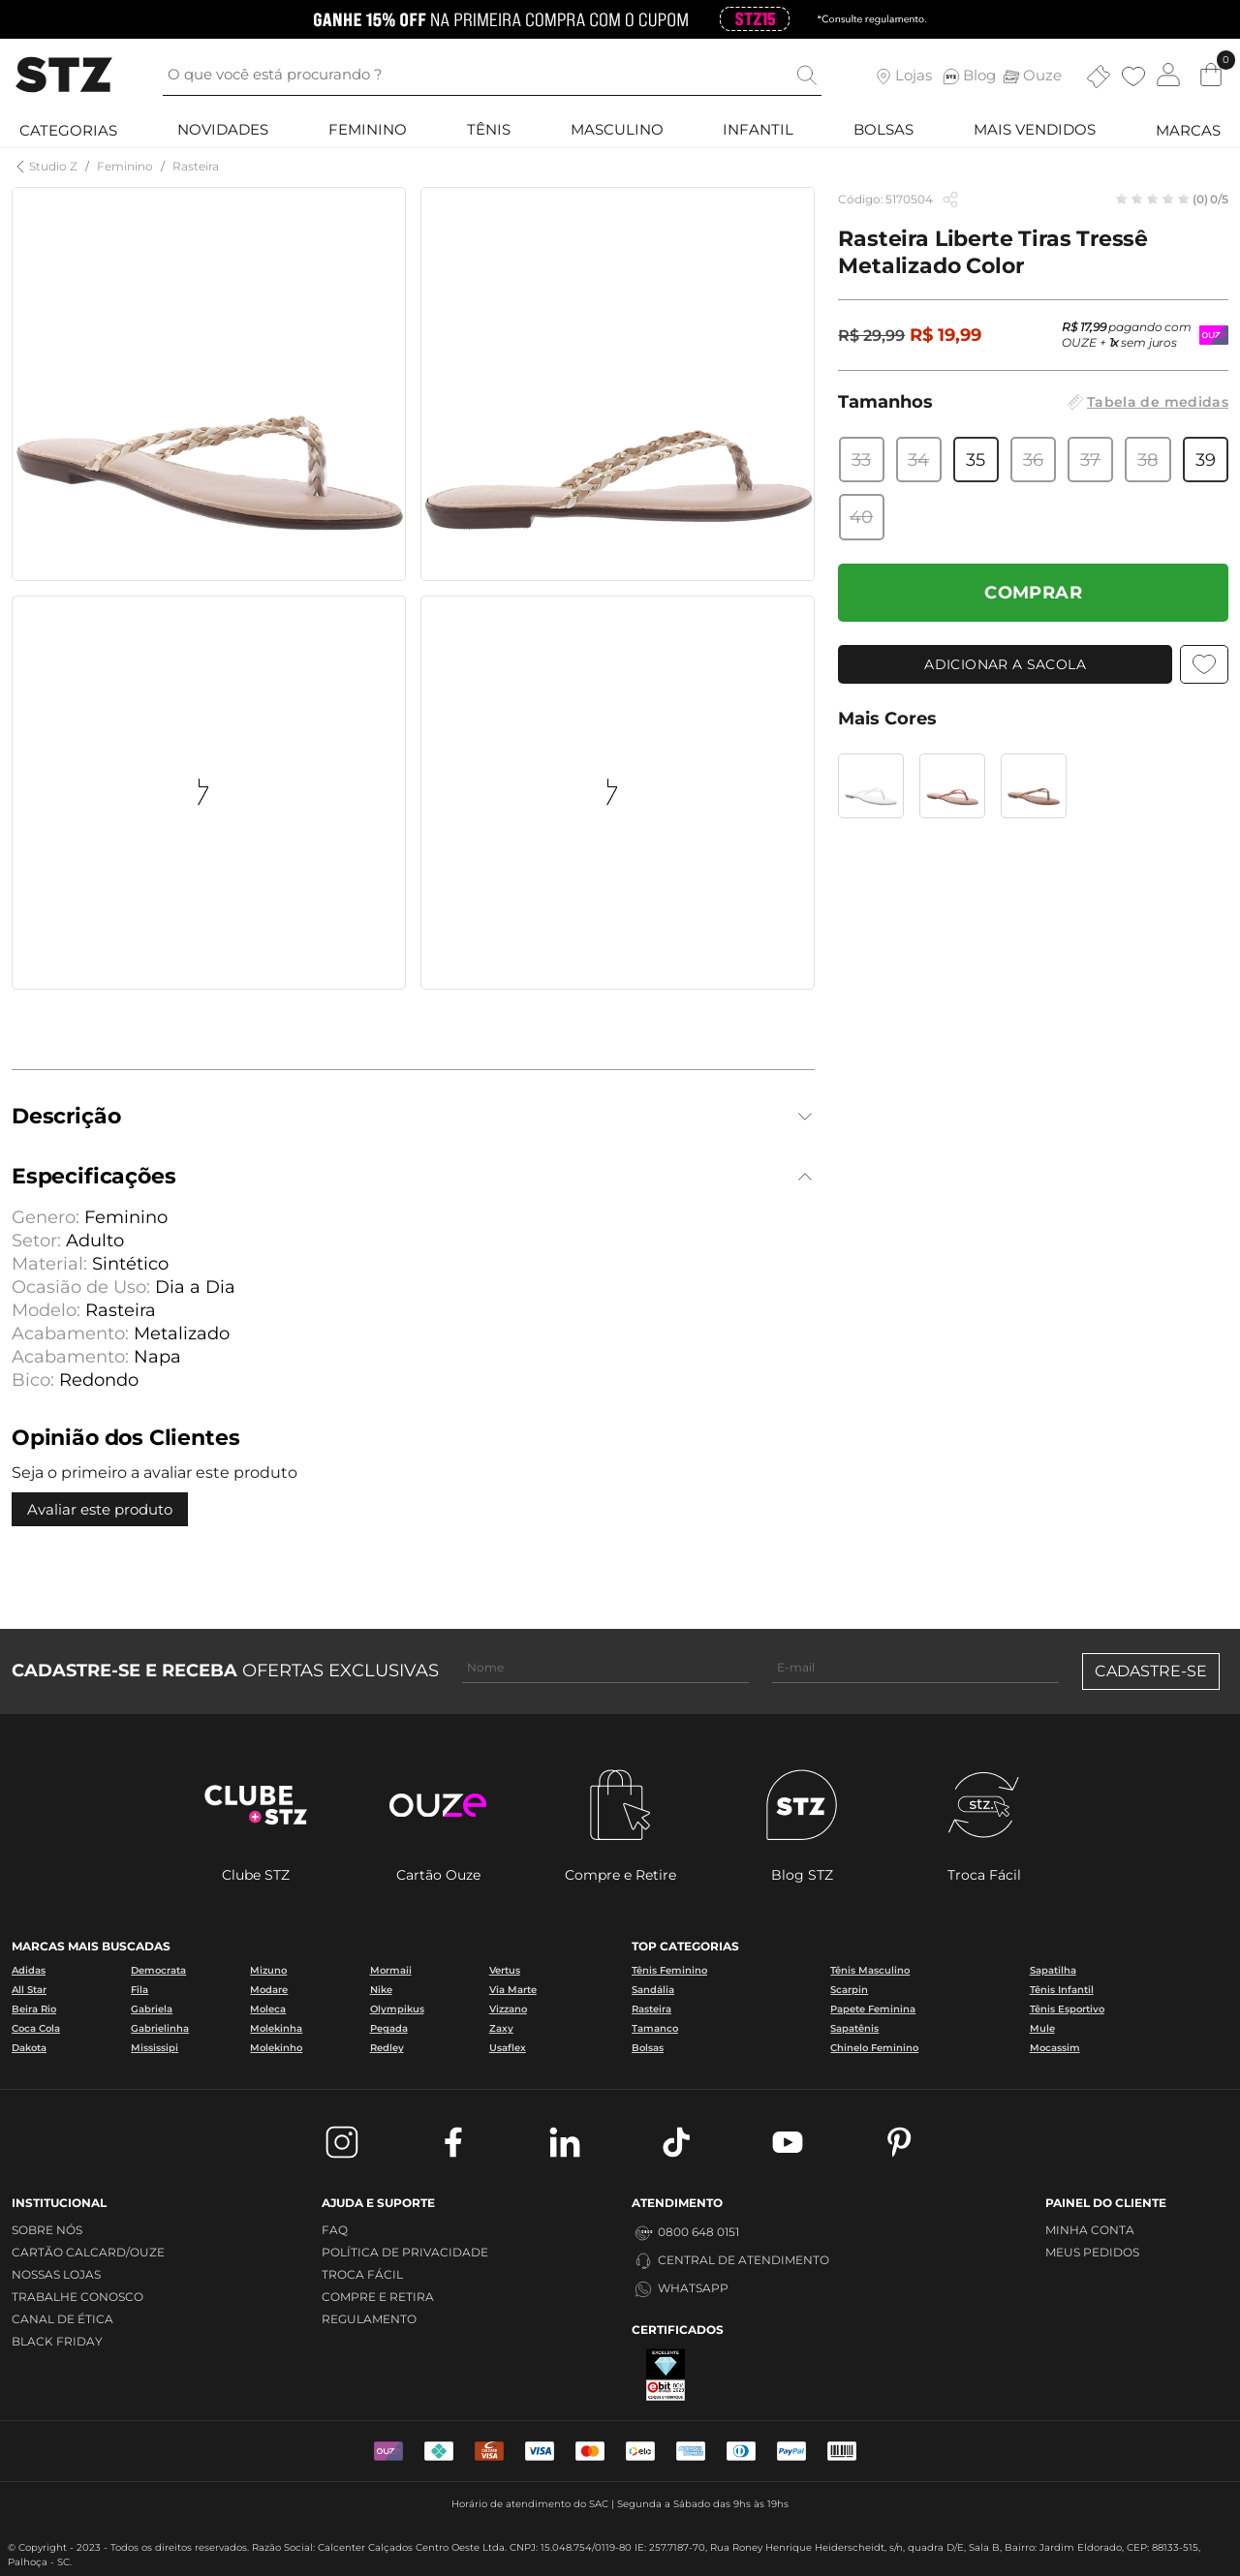 GANHE 15% OFF NA PRIMEIRA COMPRA COM O CUPOM STZ15 *Consulte regulamento.
STZ
O que você está procurando ?
Lojas Blog Ouze
0
CATEGORIAS NOVIDADES FEMININO TÊNIS MASCULINO INFANTIL BOLSAS MAIS VENDIDOS MARCAS
Studio Z / Feminino / Rasteira
Código: 5170504
(0) 0/5
Rasteira Liberte Tiras Tressê
Metalizado Color
R$ 29,99 R$ 19,99
R$ 17,99 pagando com
OUZE + 1x sem juros
Tamanhos
Tabela de medidas
33 34 35 36 37 38 39
40
COMPRAR
ADICIONAR A SACOLA
Mais Cores
Descrição
Especificações
Genero: Feminino
Setor: Adulto
Material: Sintético
Ocasião de Uso: Dia a Dia
Modelo: Rasteira
Acabamento: Metalizado
Acabamento: Napa
Bico: Redondo
Opinião dos Clientes
Seja o primeiro a avaliar este produto
Avaliar este produto
CADASTRE-SE E RECEBA OFERTAS EXCLUSIVAS
Nome
E-mail
CADASTRE-SE
CLUBE
+STZ
ouze
STZ
stz.
Clube STZ
Cartão Ouze
Compre e Retire
Blog STZ
Troca Fácil
MARCAS MAIS BUSCADAS
Adidas Democrata Mizuno Mormaii Vertus
All Star Fila Modare Nike Via Marte
Beira Rio Gabriela Moleca Olympikus Vizzano
Coca Cola Gabrielinha Molekinha Pegada Zaxy
Dakota Mississipi Molekinho Redley Usaflex
TOP CATEGORIAS
Tênis Feminino Tênis Masculino Sapatilha
Sandália Scarpin Tênis Infantil
Rasteira Papete Feminina Tênis Esportivo
Tamanco Sapatênis Mule
Bolsas Chinelo Feminino Mocassim
INSTITUCIONAL
SOBRE NÓS
CARTÃO CALCARD/OUZE
NOSSAS LOJAS
TRABALHE CONOSCO
CANAL DE ÉTICA
BLACK FRIDAY
AJUDA E SUPORTE
FAQ
POLÍTICA DE PRIVACIDADE
TROCA FÁCIL
COMPRE E RETIRA
REGULAMENTO
ATENDIMENTO
0800 648 0151
CENTRAL DE ATENDIMENTO
WHATSAPP
CERTIFICADOS
EXCELENTE
ebit
PAINEL DO CLIENTE
MINHA CONTA
MEUS PEDIDOS
VISA
VISA
elo
PayPal
Horário de atendimento do SAC | Segunda a Sábado das 9hs às 19hs
© Copyright - 2023 - Todos os direitos reservados. Razão Social: Calcenter Calçados Centro Oeste Ltda. CNPJ: 15.048.754/0119-80 IE: 257.7187-70, Rua Roney Henrique Heiderscheidt, s/n, quadra D/E, Sala B, Bairro: Jardim Eldorado, CEP: 88133-515,
Palhoça - SC.